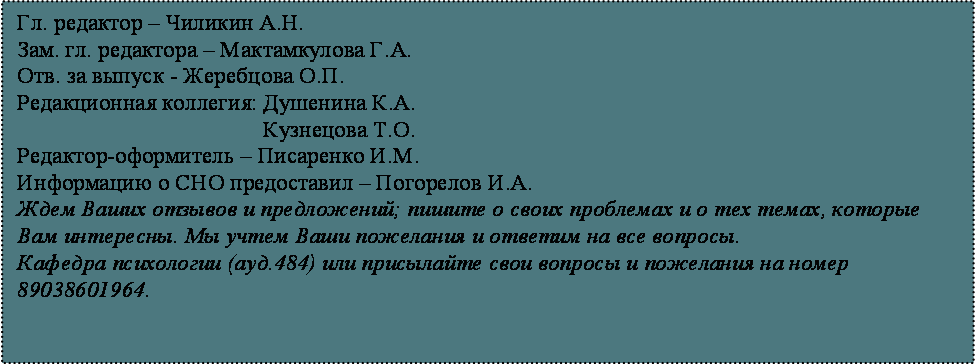 Гл. редактор – Чиликин А.Н.
Зам. гл. редактора – Мактамкулова Г.А.
Отв. за выпуск - Жеребцова О.П.
Редакционная коллегия: Душенина К.А.
Кузнецова Т.О.
Редактор-оформитель – Писаренко И.М.
Информацию о СНО предоставил – Погорелов И.А.
Ждем Ваших отзывов и предложений; пишите о своих проблемах и о тех темах, которые
Вам интересны. Мы учтем Ваши пожелания и ответим на все вопросы.
Кафедра психологии (ауд.484) или присылайте свои вопросы и пожелания на номер
89038601964.